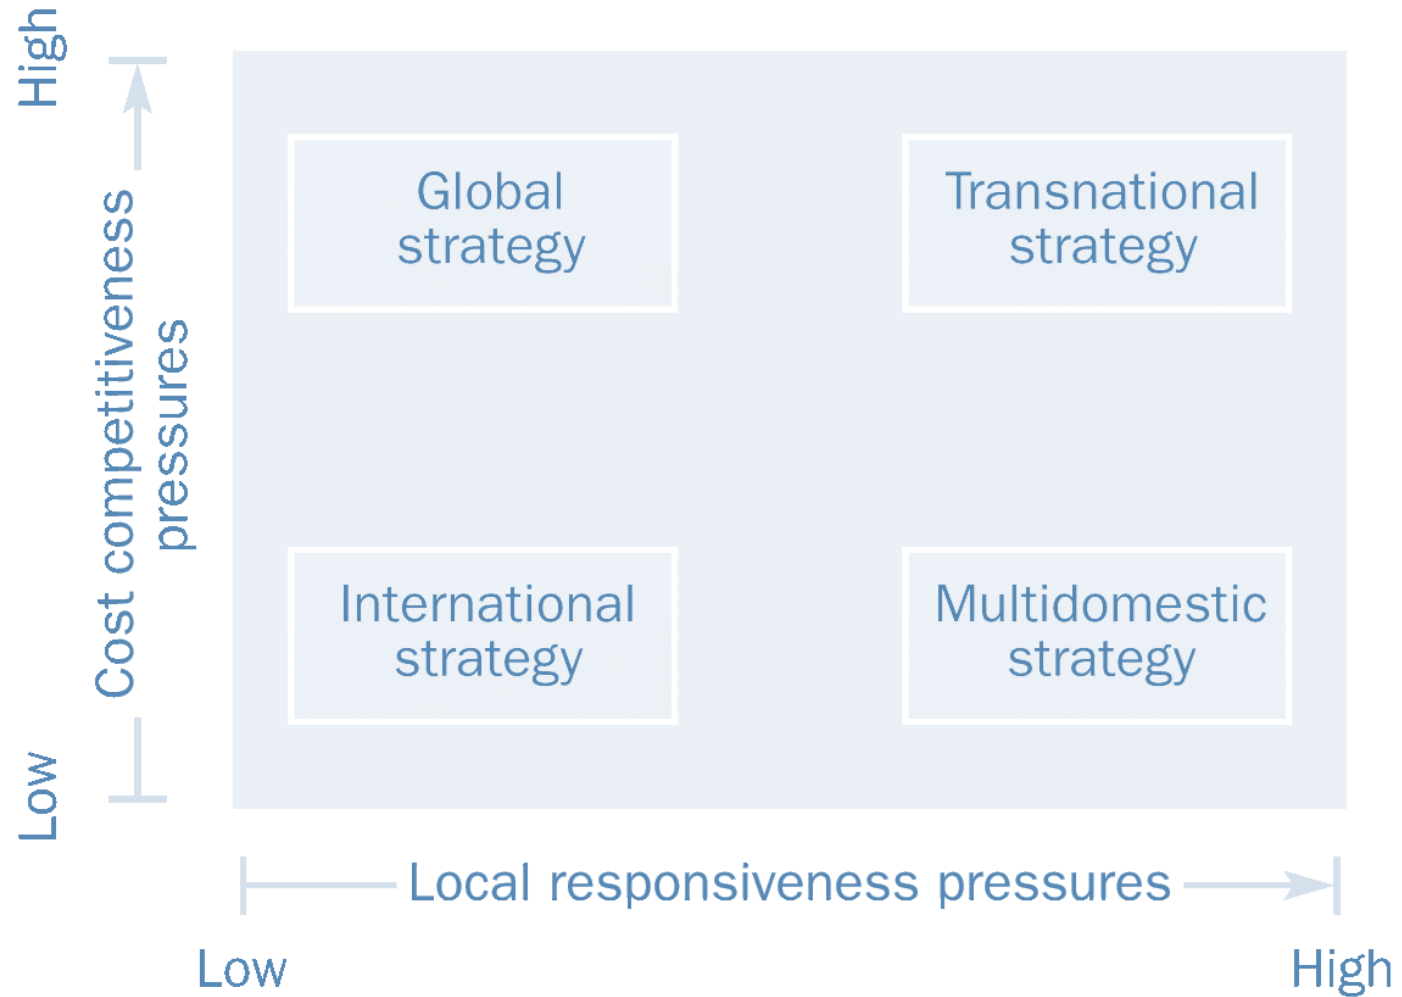 High
Cost competitiveness
pressures
Low
Global
strategy
Transnational
strategy
International
strategy
Multidomestic
strategy
Local responsiveness pressures
Low
High